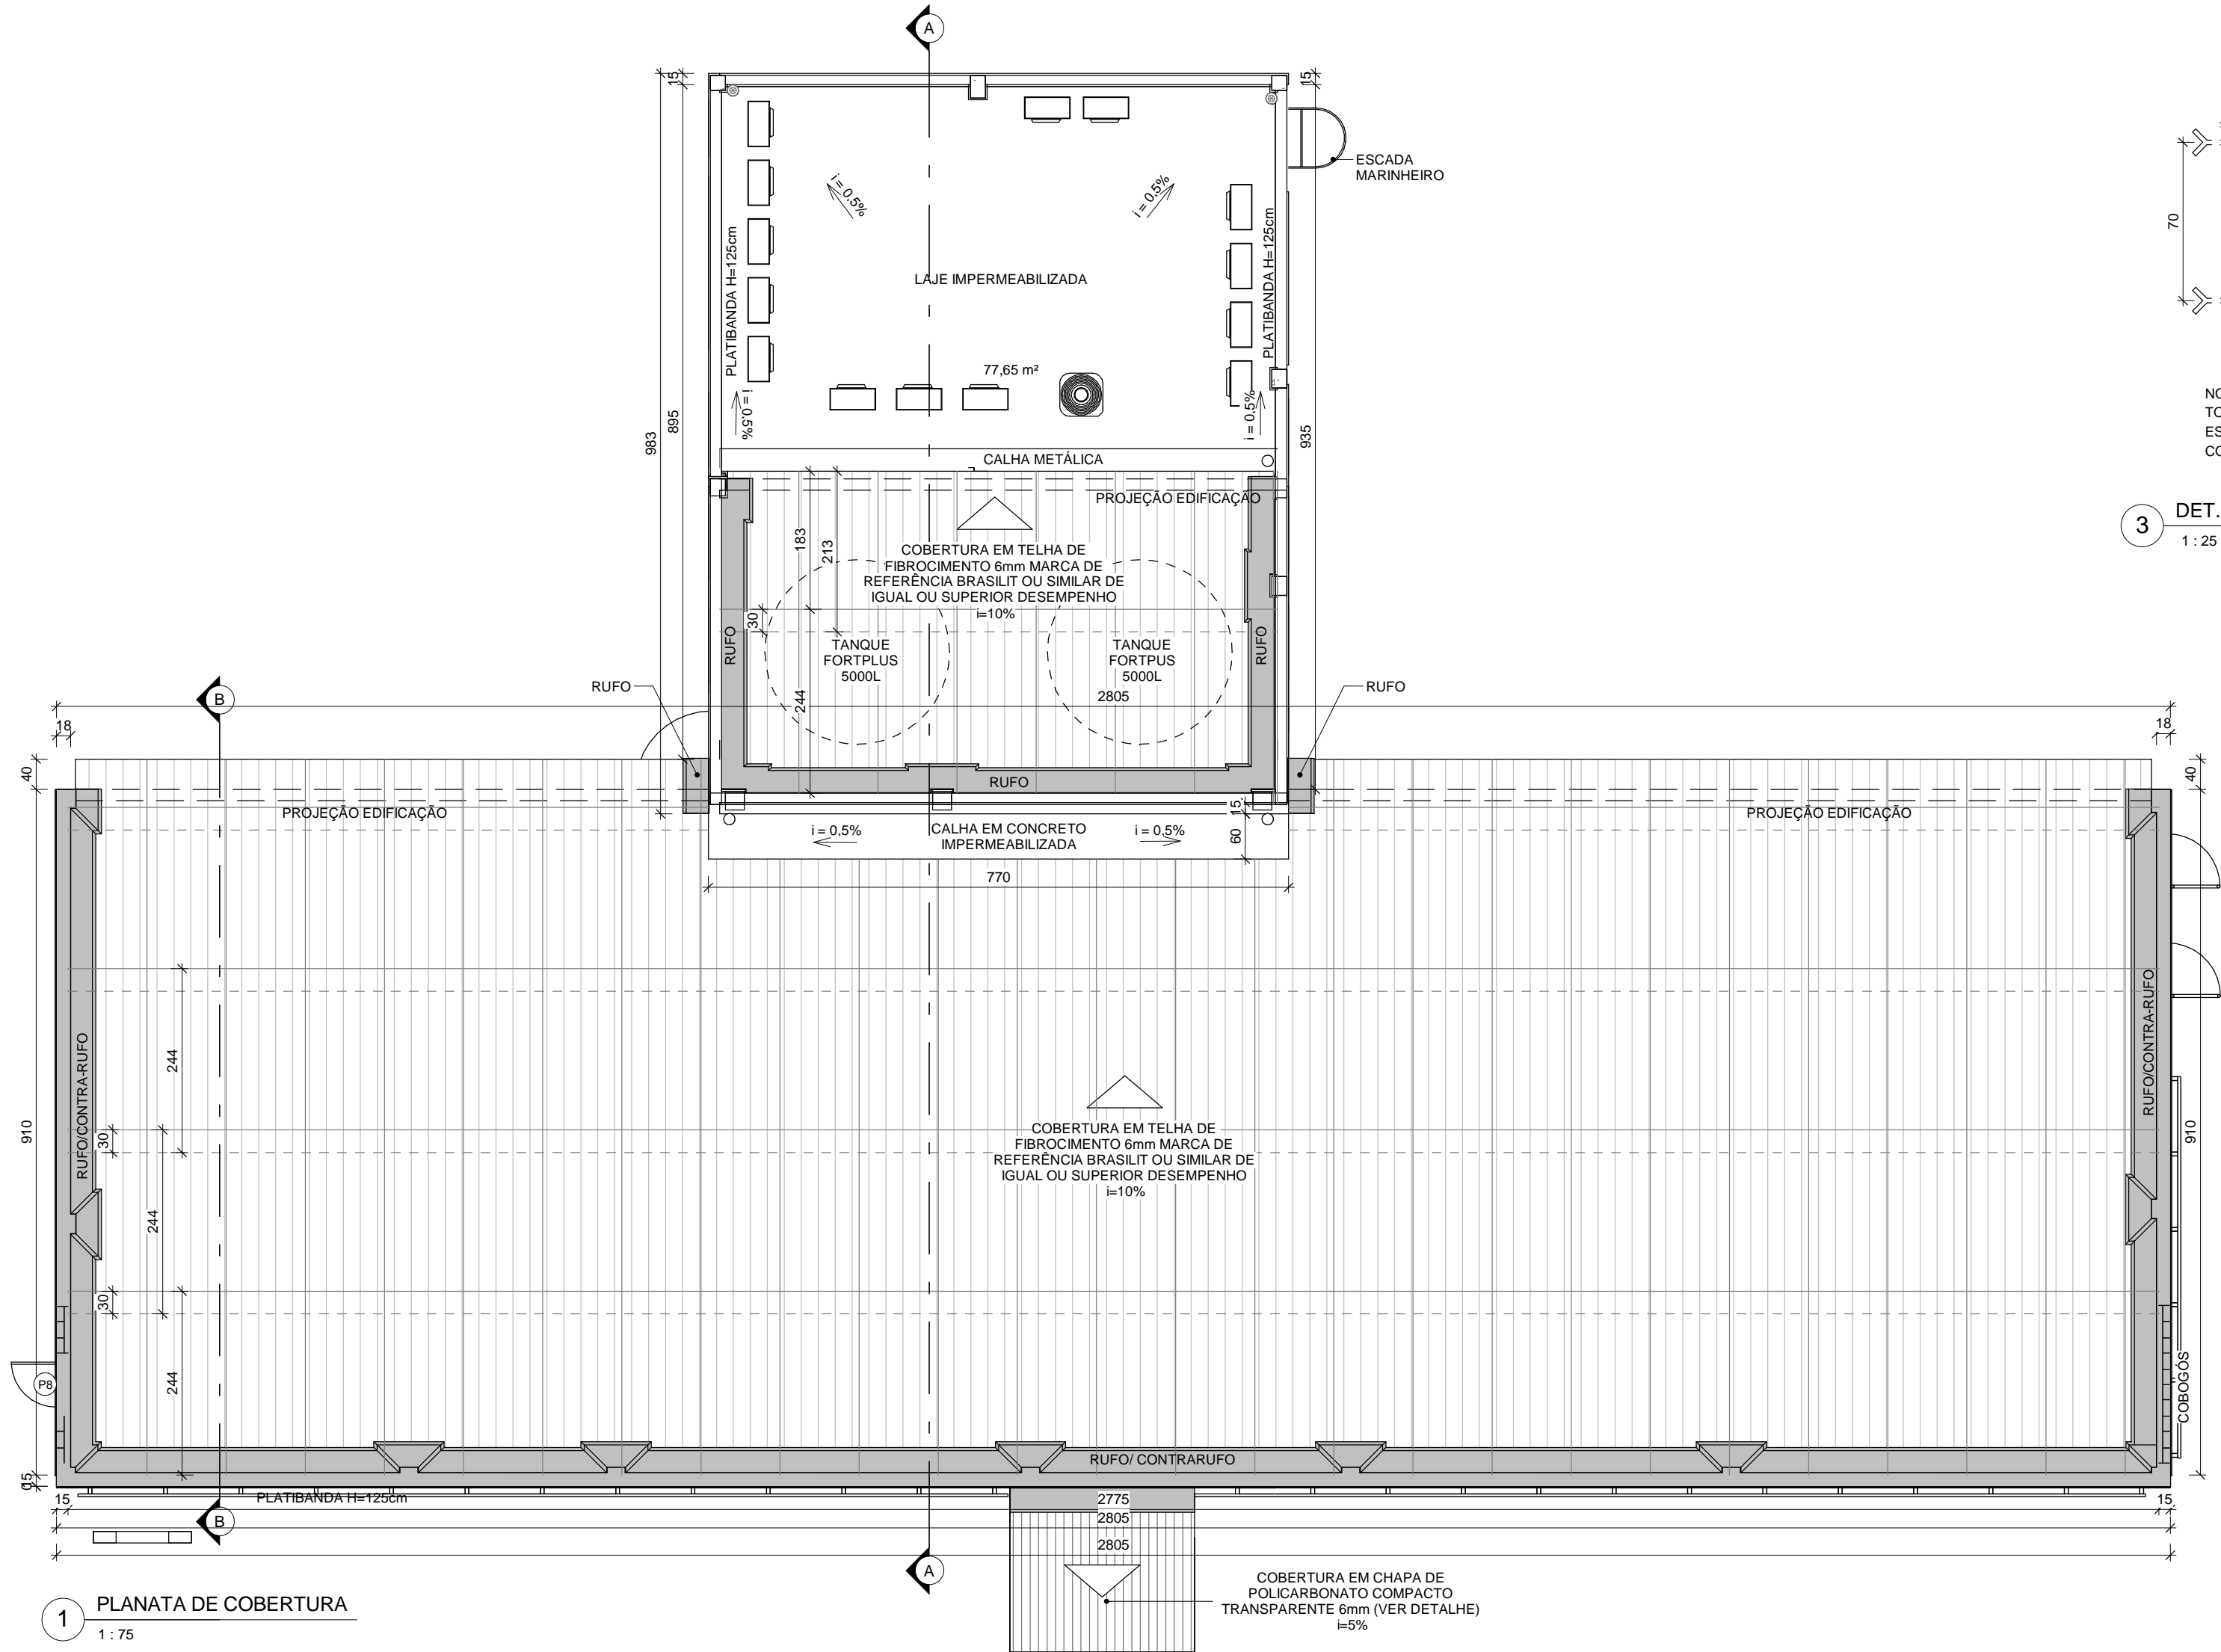 A
15
15
983
895
935
PLATIBANDA H=125cm
PLATIBANDA H=125cm
i = 0.5%
i = 0.5%
ESCADA
MARINHEIRO
LAJE IMPERMEABILIZADA
77,65 m²
i = 0.5%
i = 0.5%
CALHA METÁLICA
PROJEÇÃO EDIFICAÇÃO
183
213
30
244
COBERTURA EM TELHA DE
FIBROCIMENTO 6mm MARCA DE
REFERÊNCIA BRASILIT OU SIMILAR DE
IGUAL OU SUPERIOR DESEMPENHO
i=10%
RUFO
RUFO
TANQUE
FORTPLUS
5000L
TANQUE
FORTPUS
5000L
2805
RUFO
RUFO
RUFO
B
18
18
40
40
PROJEÇÃO EDIFICAÇÃO
PROJEÇÃO EDIFICAÇÃO
i = 0,5%
CALHA EM CONCRETO
IMPERMEABILIZADA
i = 0,5%
15
60
770
910
910
RUFO/CONTRA-RUFO
RUFO/CONTRA-RUFO
244
30
244
30
244
COBERTURA EM TELHA DE
FIBROCIMENTO 6mm MARCA DE
REFERÊNCIA BRASILIT OU SIMILAR DE
IGUAL OU SUPERIOR DESEMPENHO
i=10%
P8
COBOGÓS
RUFO/ CONTRARUFO
15
15
15
PLATIBANDA H=125cm
2775
2805
2805
B
A
COBERTURA EM CHAPA DE
POLICARBONATO COMPACTO
TRANSPARENTE 6mm (VER DETALHE)
i=5%
1
PLANATA DE COBERTURA
1 : 75
70
NO
TO
ES
CO
3
DET.
1 : 25